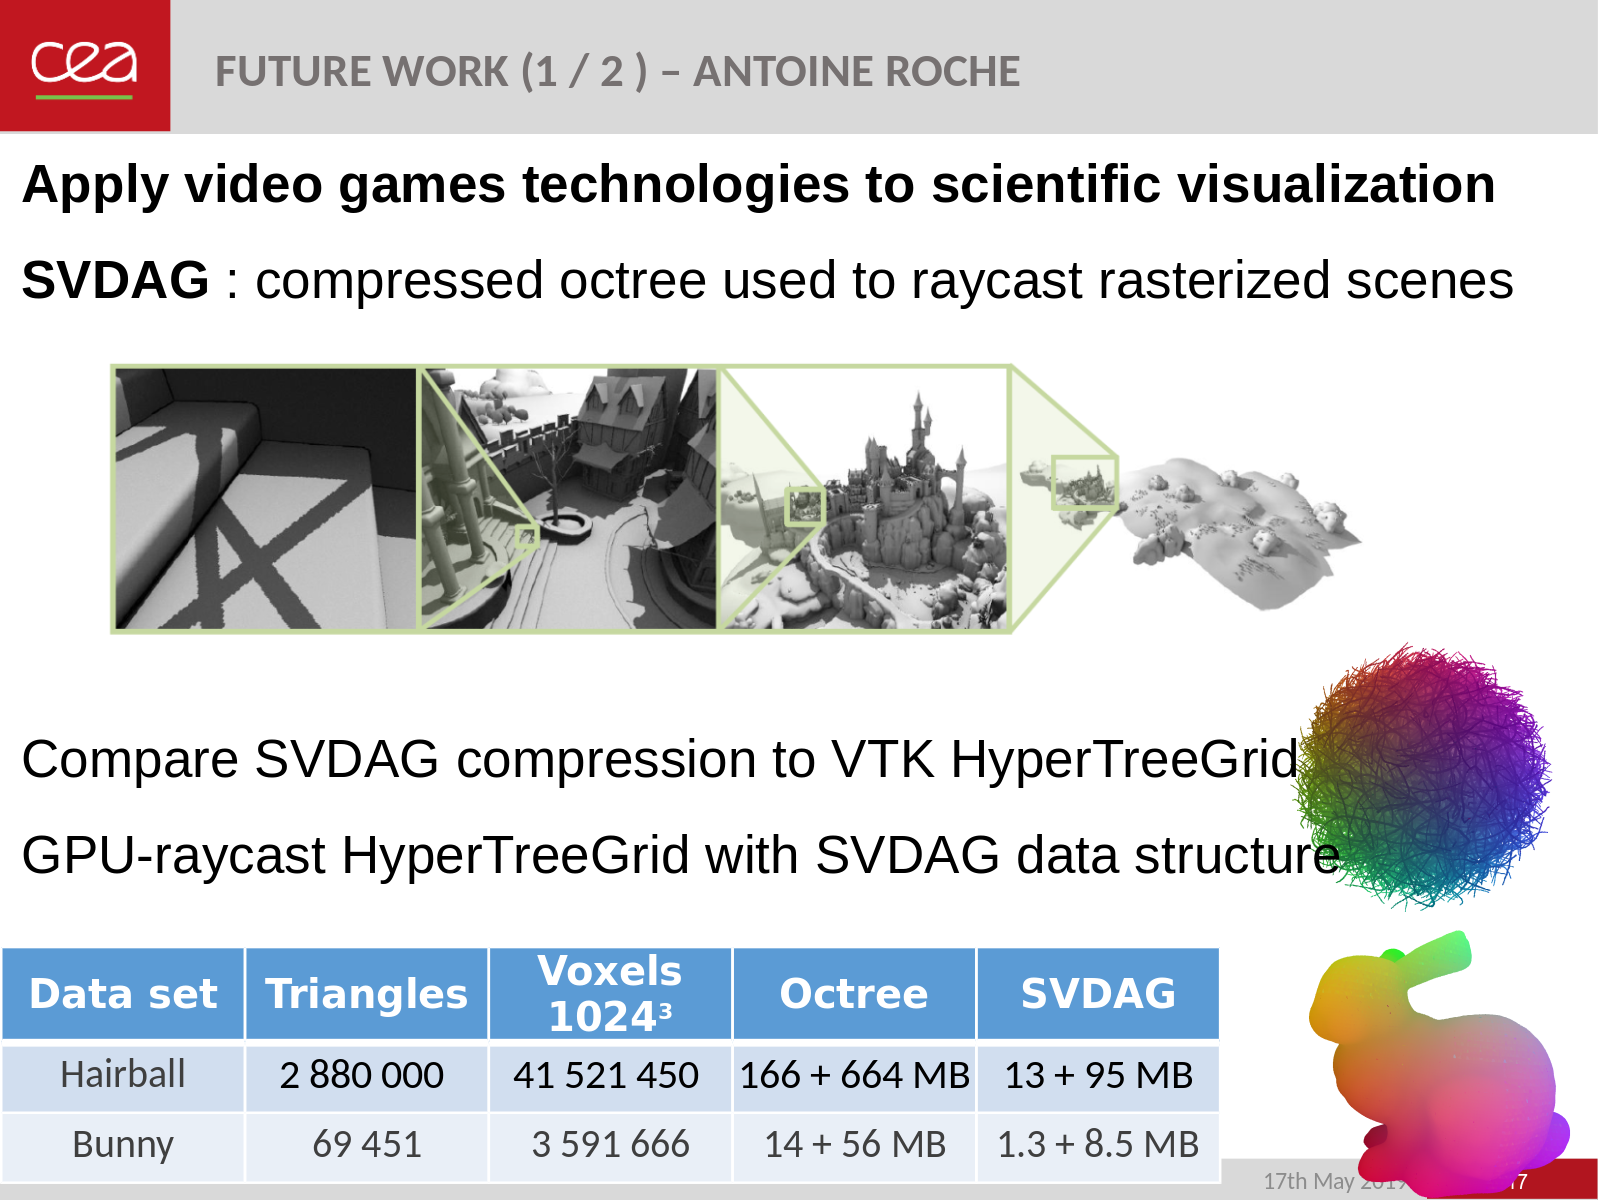 cea
FUTURE WORK (1 / 2 ) – ANTOINE ROCHE
Apply video games technologies to scientific visualization
SVDAG : compressed octree used to raycast rasterized scenes
Compare SVDAG compression to VTK HyperTreeGrid
GPU-raycast HyperTreeGrid with SVDAG data structure
Data set Triangles Voxels 1024³ Octree SVDAG
Hairball 2 880 000 41 521 450 166 + 664 MB 13 + 95 MB
Bunny 69 451 3 591 666 14 + 56 MB 1.3 + 8.5 MB
17th May 2019